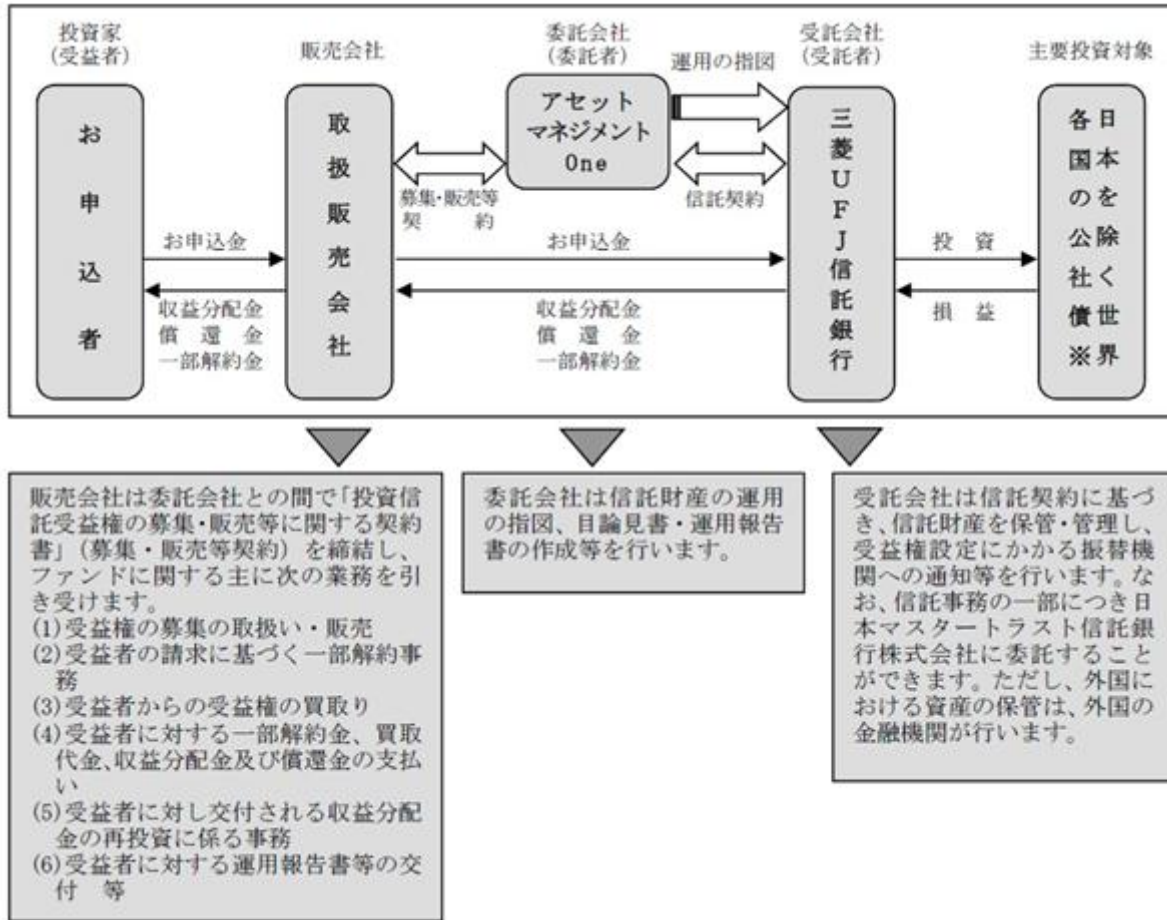 投資家
(受益者)
販売会社
委託会社
(委託者)
受託会社
(受託者)
主要投資対象
運用の指図
お申込者
取扱販売会社
アセット
マネジメント
One
三菱UFJ信託銀行
日本を除く世界
各国の公社債※
募集・販売等
契　　約
信託契約
お申込金
お申込金
投　資
収益分配金
償　還　金
一部解約金
収益分配金
償　還　金
一部解約金
損　益
販売会社は委託会社との間で「投資信
託受益権の募集・販売等に関する契約
書」（募集・販売等契約）を締結し、
ファンドに関する主に次の業務を引
き受けます。
(1)受益権の募集の取扱い・販売
(2)受益者の請求に基づく一部解約事
務
(3)受益者からの受益権の買取り
(4)受益者に対する一部解約金、買取
代金、収益分配金及び償還金の支払
い
(5)受益者に対し交付される収益分配
金の再投資に係る事務
(6)受益者に対する運用報告書等の交
付　等
委託会社は信託財産の運用
の指図、目論見書・運用報告
書の作成等を行います。
受託会社は信託契約に基づ
き、信託財産を保管・管理し、
受益権設定にかかる振替機
関への通知等を行います。な
お、信託事務の一部につき日
本マスタートラスト信託銀
行株式会社に委託すること
ができます。ただし、外国に
おける資産の保管は、外国の
金融機関が行います。